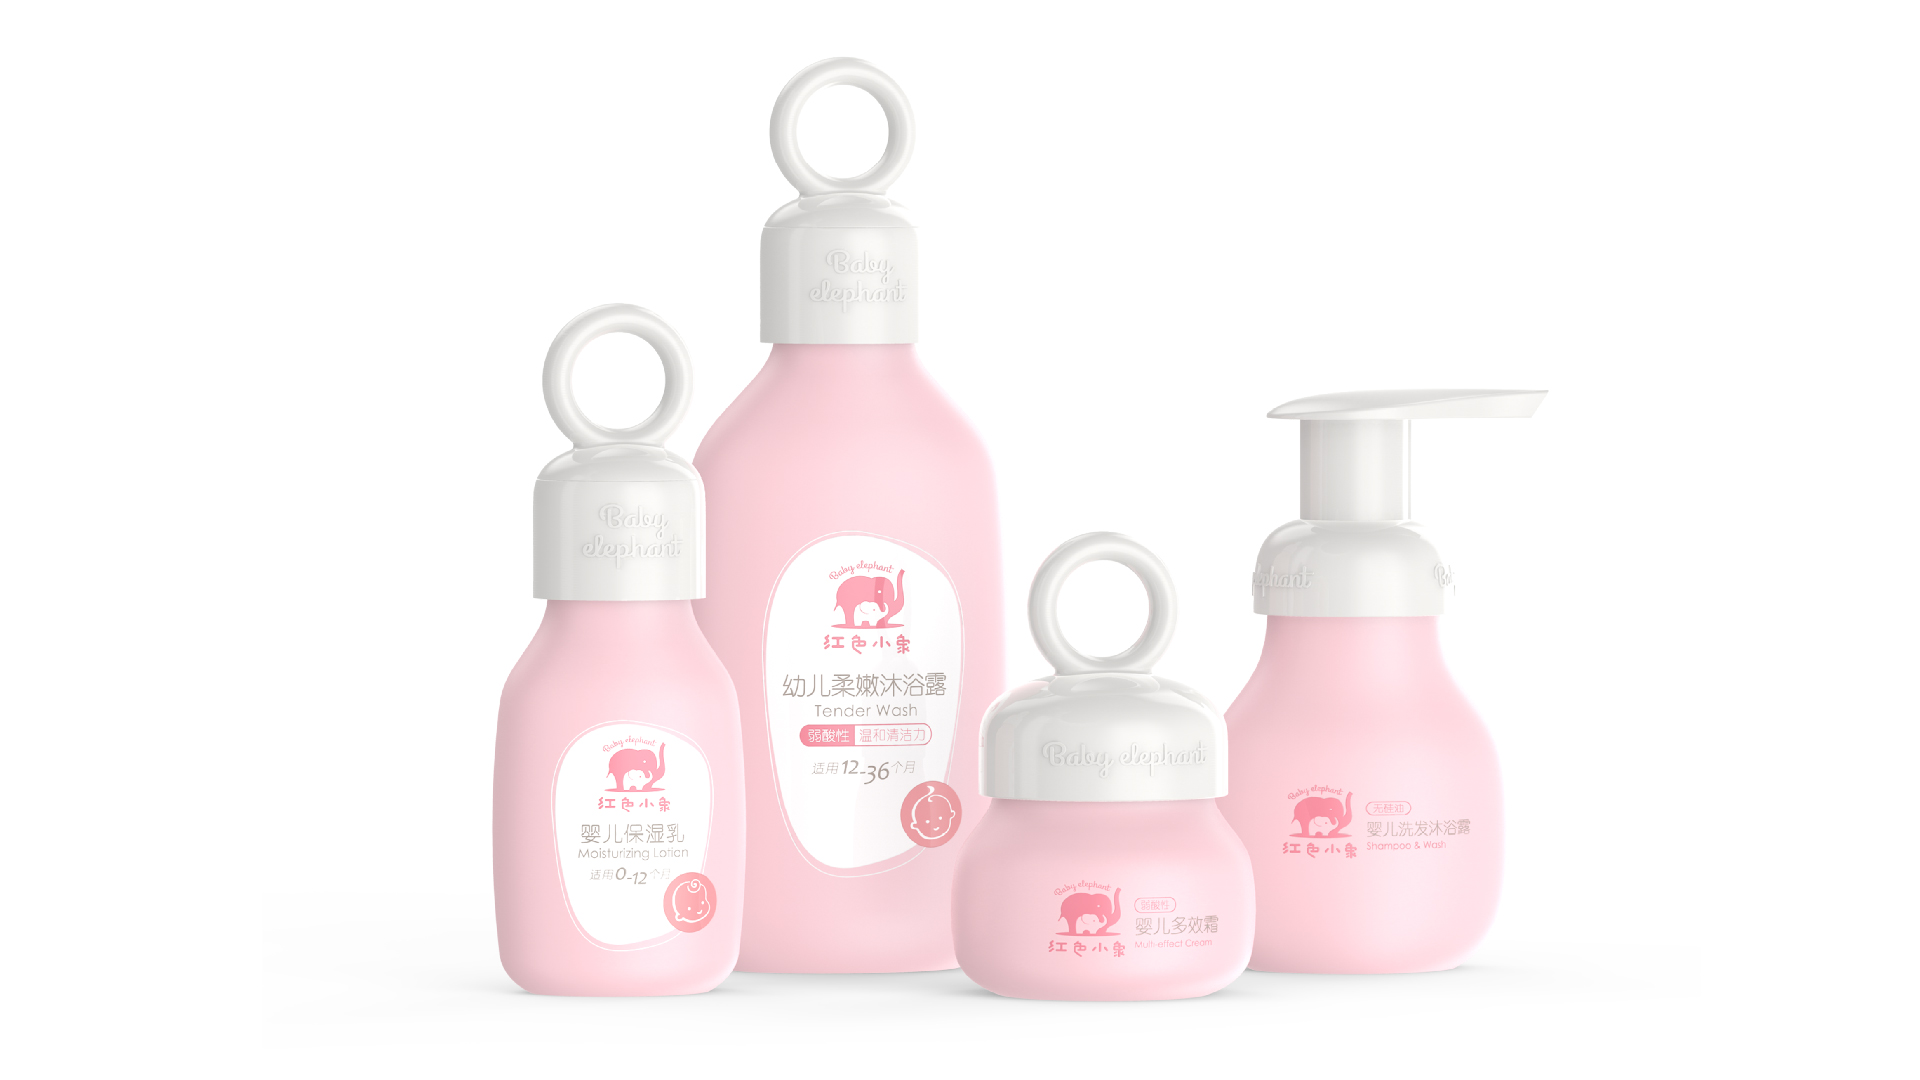 Baby
elephant
Baby elephant
红色小象
婴儿保湿乳
Moisturizing Lotion
适用0-12个月
Baby
elephant
Baby elephant
红色小象
幼儿柔嫩沐浴露
Tender Wash
弱酸性 温和清洁力
适用12-36个月
Baby elephant
Baby elephant
红色小象
弱酸性
婴儿多效霜
Multi-effect Cream
ephant Ba
Baby elephant
红色小象
无硅油
婴儿洗发沐浴露
Shampoo & Wash